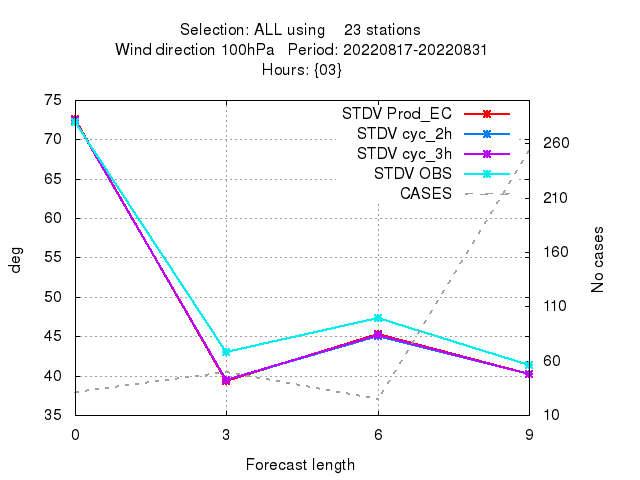 Selection: ALL using 23 stations
Wind direction 100hPa Period: 20220817-20220831
Hours: {03}
STDV Prod_EC
STDV cyc_2h
STDV cyc_3h
STDV OBS
CASES
75
70
65
60
55
50
45
40
35
deg
260
210
160
110
60
10
No cases
0 3 6 9
Forecast length